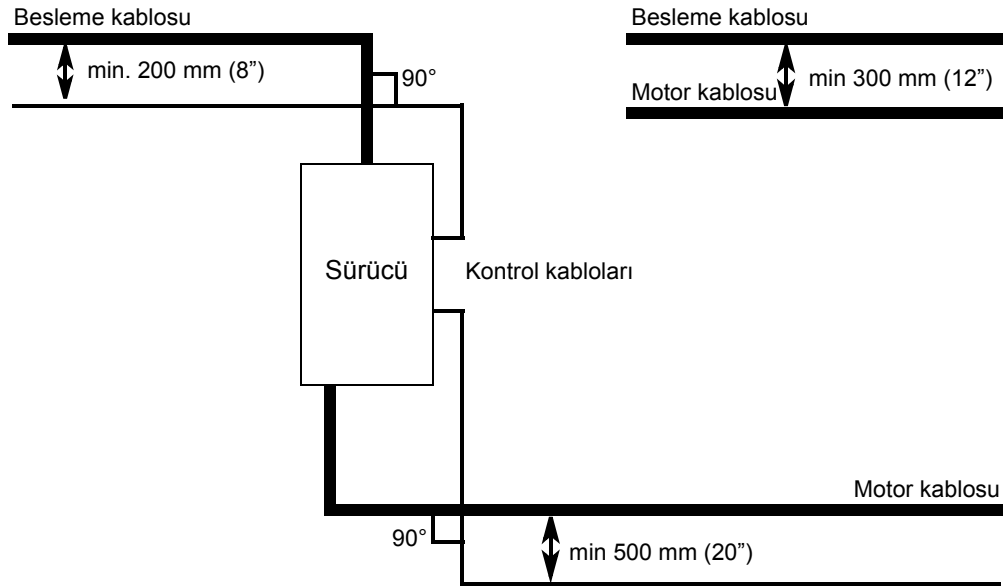 Besleme kablosu
min. 200 mm (8”)
90°
Besleme kablosu
min 300 mm (12”)
Motor kablosu
Sürücü
Kontrol kabloları
Motor kablosu
90°
min 500 mm (20”)